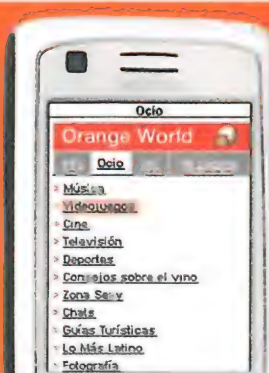 Ocio
Orange World
Ocio
Música
Videojuegos
Cine
Televisión
Deportes
Consejos sobre el vino
Zona Sexy
Chats
Guías Turísticas
Lo Más Latino
Fotografía